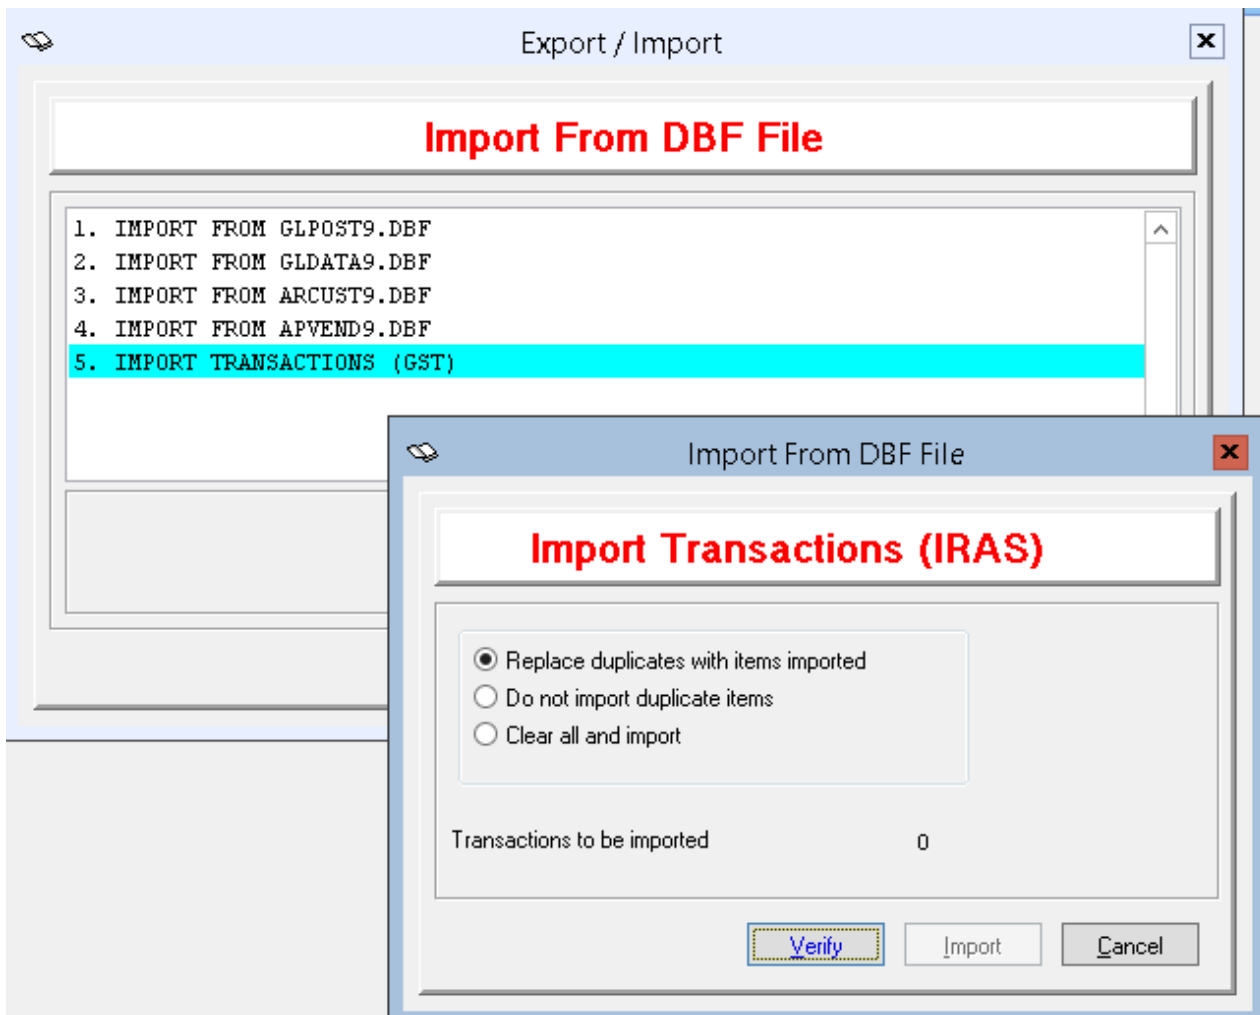 Export / Import
Import From DBF File
1. IMPORT FROM GLPOST9.DBF
2. IMPORT FROM GLDATA9.DBF
3. IMPORT FROM ARCUST9.DBF
4. IMPORT FROM APVEND9.DBF
5. IMPORT TRANSACTIONS (GST)
Import From DBF File
Import Transactions (IRAS)
Replace duplicates with items imported
Do not import duplicate items
Clear all and import
Transactions to be imported 0
Verify Import Cancel